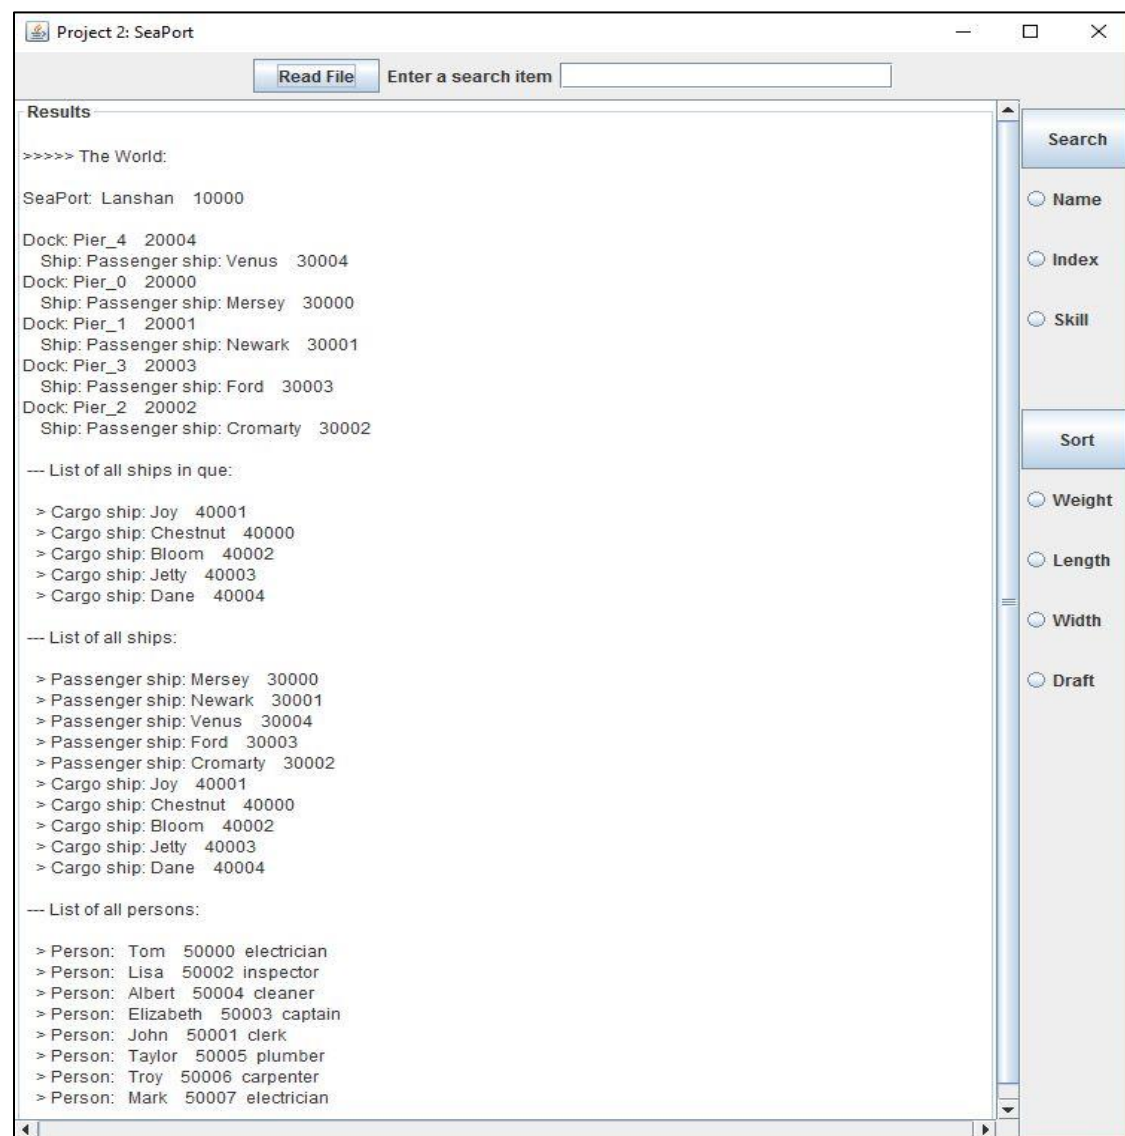 Project 2: SeaPort
Read File Enter a search item
Results
>>>>> The World:
SeaPort: Lanshan 10000
Dock: Pier_4 20004
Ship: Passenger ship: Venus 30004
Dock: Pier_0 20000
Ship: Passenger ship: Mersey 30000
Dock: Pier_1 20001
Ship: Passenger ship: Newark 30001
Dock: Pier_3 20003
Ship: Passenger ship: Ford 30003
Dock: Pier_2 20002
Ship: Passenger ship: Cromarty 30002
--- List of all ships in que:
> Cargo ship: Joy 40001
> Cargo ship: Chestnut 40000
> Cargo ship: Bloom 40002
> Cargo ship: Jetty 40003
> Cargo ship: Dane 40004
--- List of all ships:
> Passenger ship: Mersey 30000
> Passenger ship: Newark 30001
> Passenger ship: Venus 30004
> Passenger ship: Ford 30003
> Passenger ship: Cromarty 30002
> Cargo ship: Joy 40001
> Cargo ship: Chestnut 40000
> Cargo ship: Bloom 40002
> Cargo ship: Jetty 40003
> Cargo ship: Dane 40004
--- List of all persons:
> Person: Tom 50000 electrician
> Person: Lisa 50002 inspector
> Person: Albert 50004 cleaner
> Person: Elizabeth 50003 captain
> Person: John 50001 clerk
> Person: Taylor 50005 plumber
> Person: Troy 50006 carpenter
> Person: Mark 50007 electrician
Search
Name
Index
Skill
Sort
Weight
Length
Width
Draft